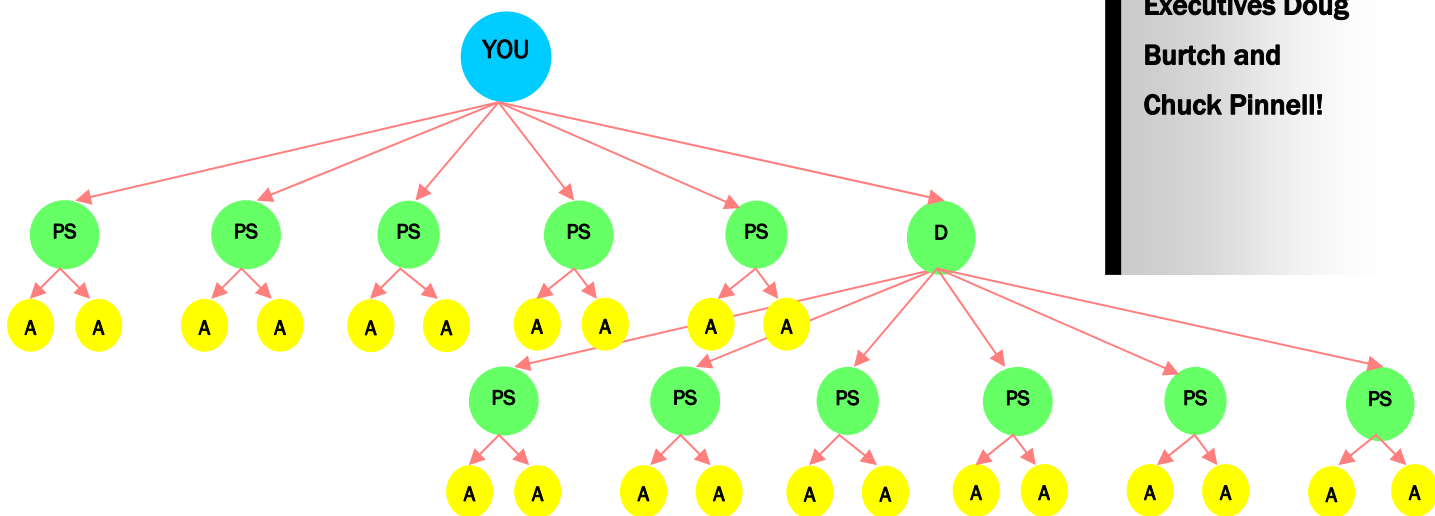 Executives Doug
Burtch and
Chuck Pinnell!
YOU
PS PS PS PS PS D
A A A A A A A A A A
PS PS PS PS PS PS
A A A A A A A A A A A A